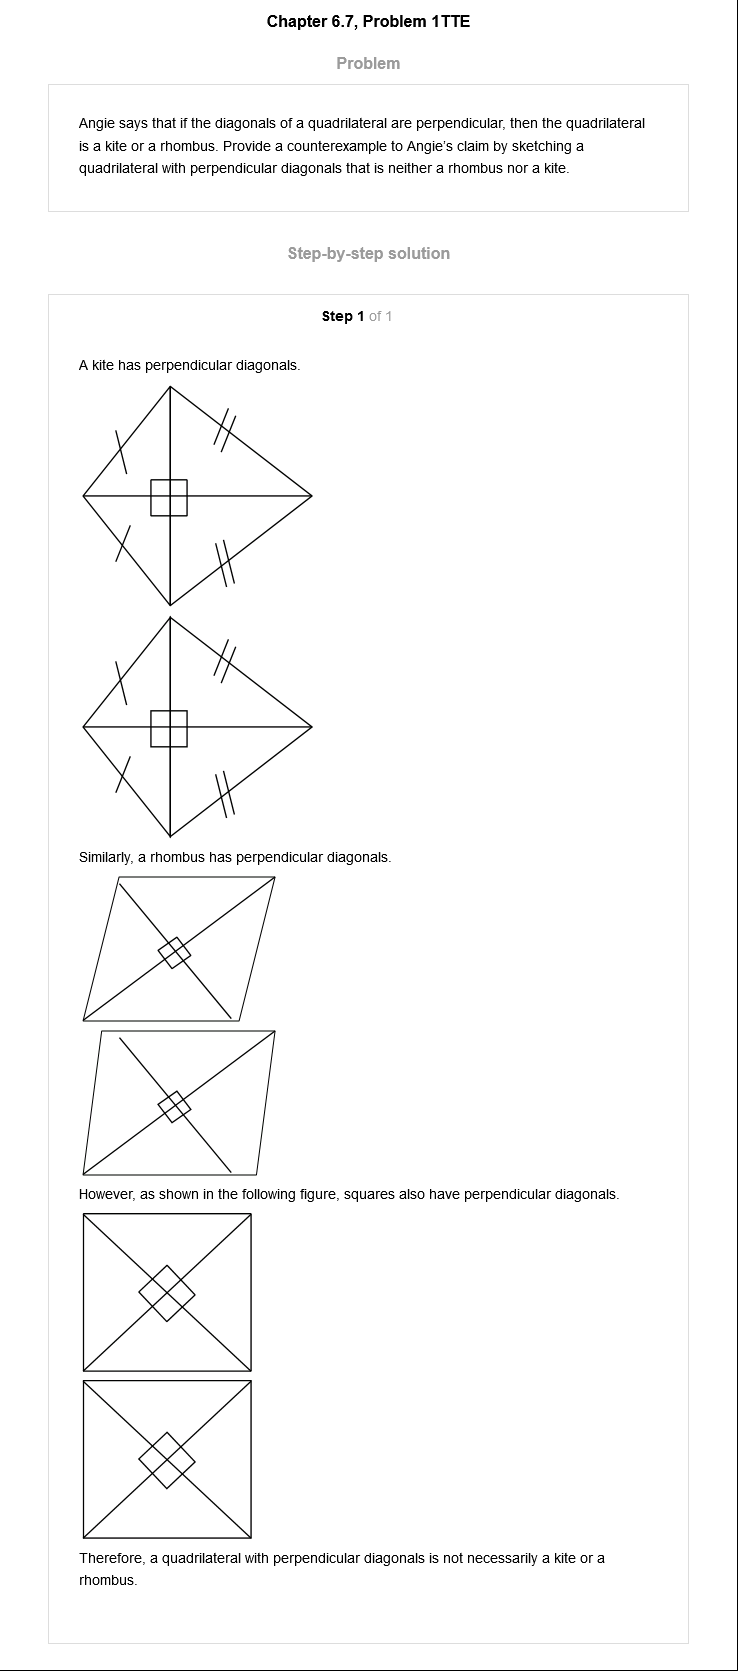 Chapter 6.7, Problem 1TTE
Problem
Angie says that if the diagonals of a quadrilateral are perpendicular, then the quadrilateral
is a kite or a rhombus. Provide a counterexample to Angie's claim by sketching a
quadrilateral with perpendicular diagonals that is neither a rhombus nor a kite.
Step-by-step solution
Step 1 of 1
A kite has perpendicular diagonals.
Similarly, a rhombus has perpendicular diagonals.
However, as shown in the following figure, squares also have perpendicular diagonals.
Therefore, a quadrilateral with perpendicular diagonals is not necessarily a kite or a
rhombus.